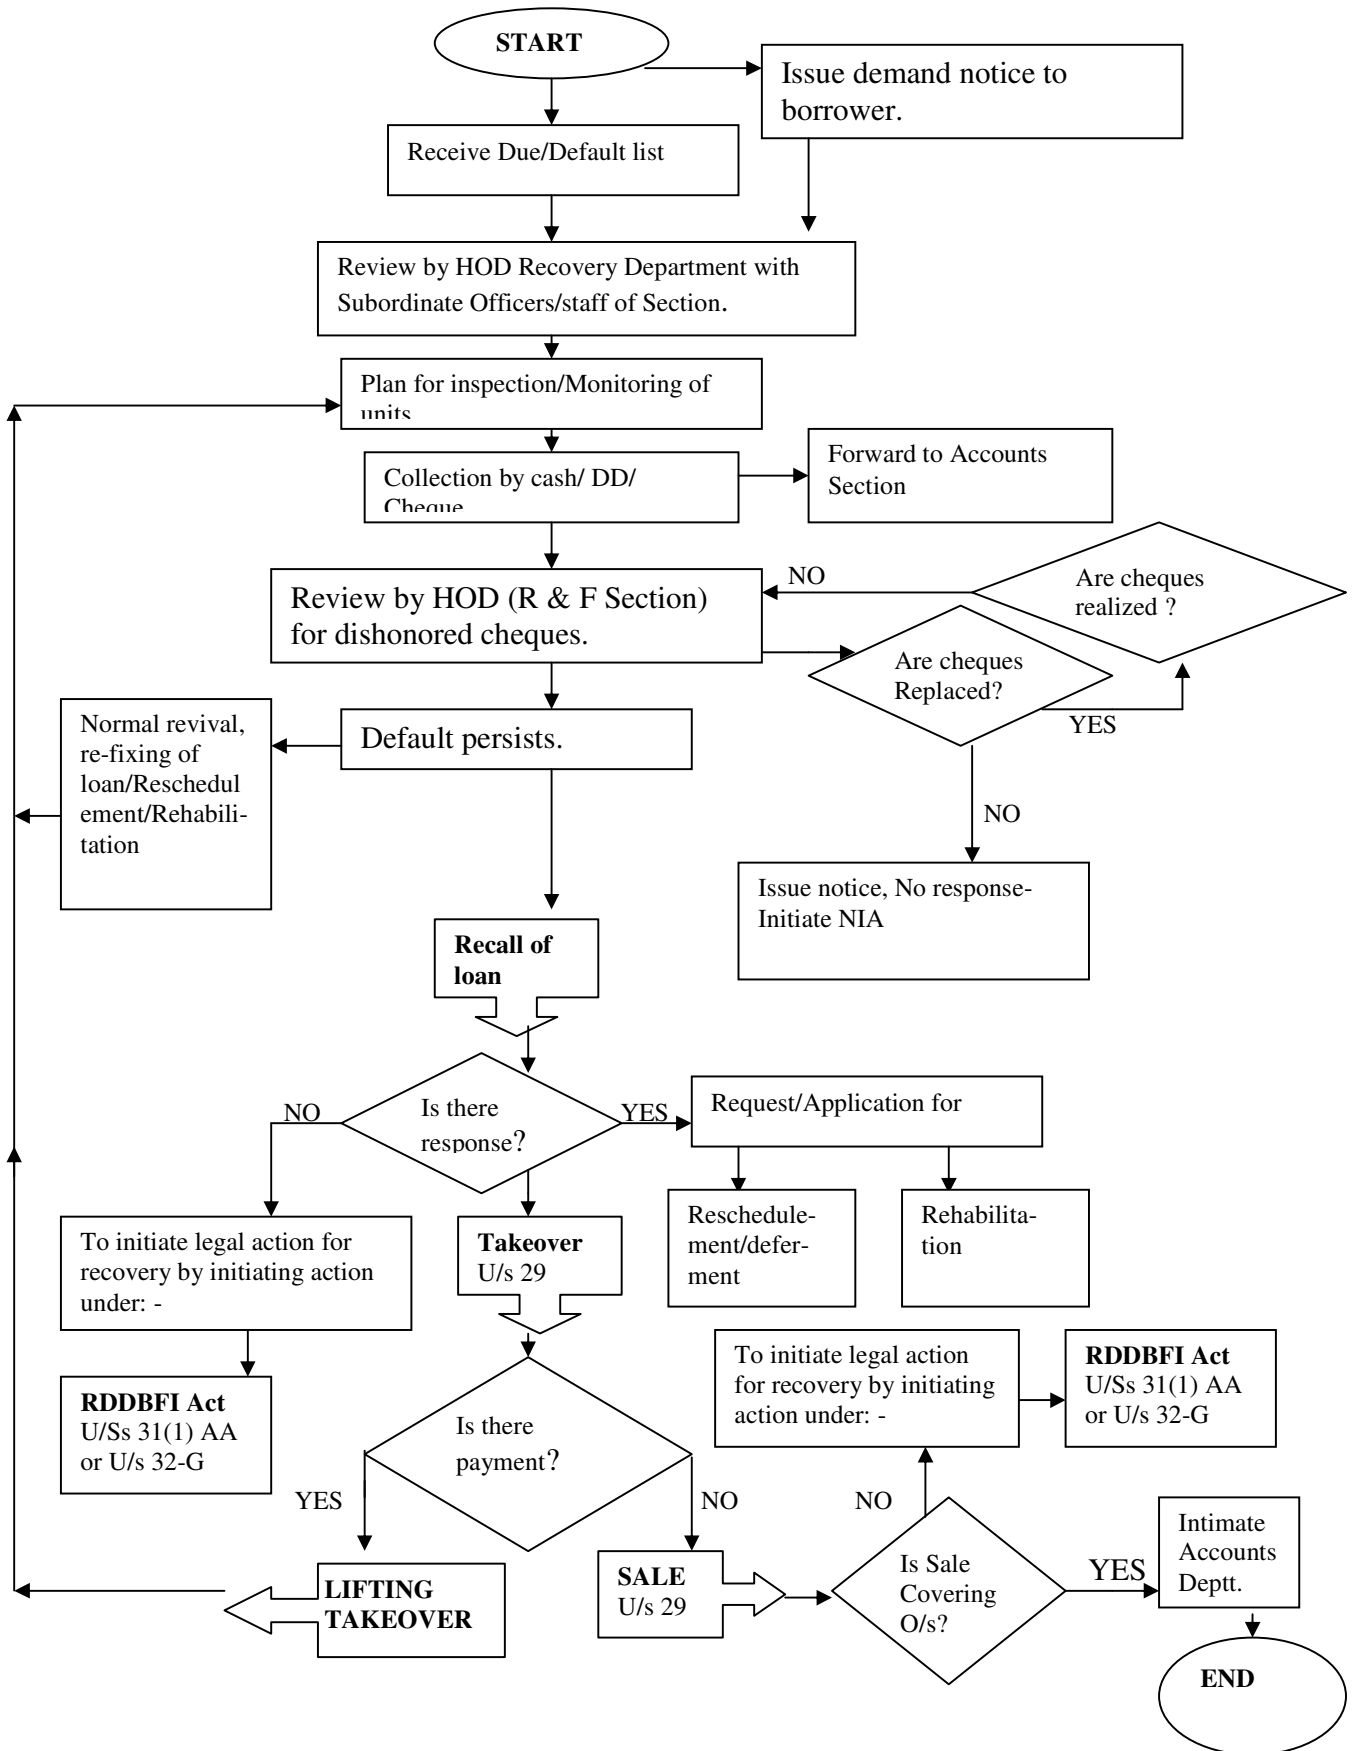 START
Issue demand notice to
borrower.
Receive Due/Default list
Review by HOD Recovery Department with
Subordinate Officers/staff of Section.
Plan for inspection/Monitoring of
units
Collection by cash/ DD/
Cheque
Forward to Accounts
Section
NO
Are cheques
realized ?
Review by HOD (R & F Section)
for dishonored cheques.
Are cheques
Replaced?
YES
Normal revival,
re-fixing of
loan/Reschedul
ement/Rehabili-
tation
Default persists.
NO
Issue notice, No response-
Initiate NIA
Recall of
loan
NO
Is there
response?
YES
Request/Application for
To initiate legal action for
recovery by initiating action
under: -
Takeover
U/s 29
Reschedule-
ment/defer-
ment
Rehabilita-
tion
RDDBFI Act
U/Ss 31(1) AA
or U/s 32-G
Is there
payment?
To initiate legal action
for recovery by initiating
action under: -
RDDBFI Act
U/Ss 31(1) AA
or U/s 32-G
YES
NO
NO
LIFTING
TAKEOVER
SALE
U/s 29
Is Sale
Covering
O/s?
YES
Intimate
Accounts
Deptt.
END